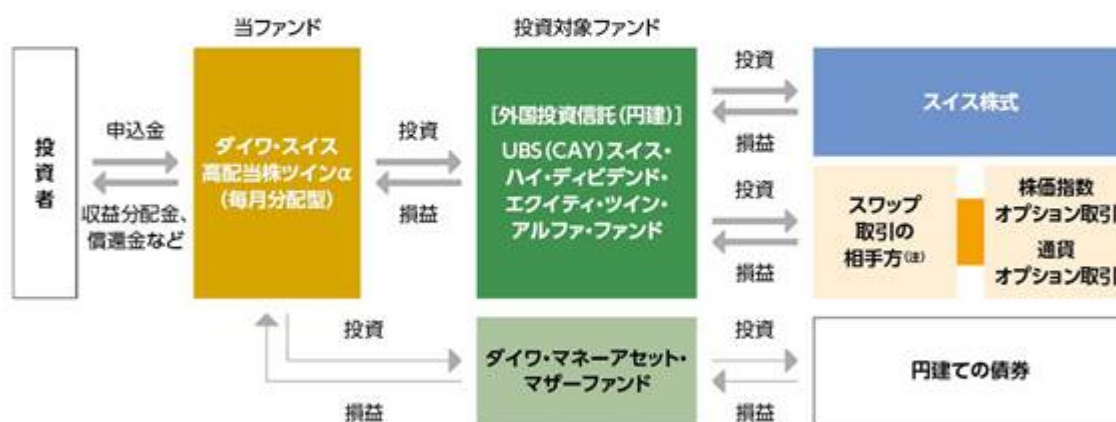 当ファンド
投資対象ファンド
投資者
申込金
収益分配金、
償還金など
ダイワ・スイス
高配当株ツインα
(毎月分配型)
投資
損益
[外国投資信託(円建)]
UBS(CAY)スイス・
ハイ・ディビデンド・
エクイティ・ツイン・
アルファ・ファンド
投資
損益
スイス株式
投資
損益
スワップ
取引の
相手方(注)
株価指数
オプション取引
通貨
オプション取引
投資
損益
ダイワ・マネーアセット・
マザーファンド
投資
損益
円建ての債券